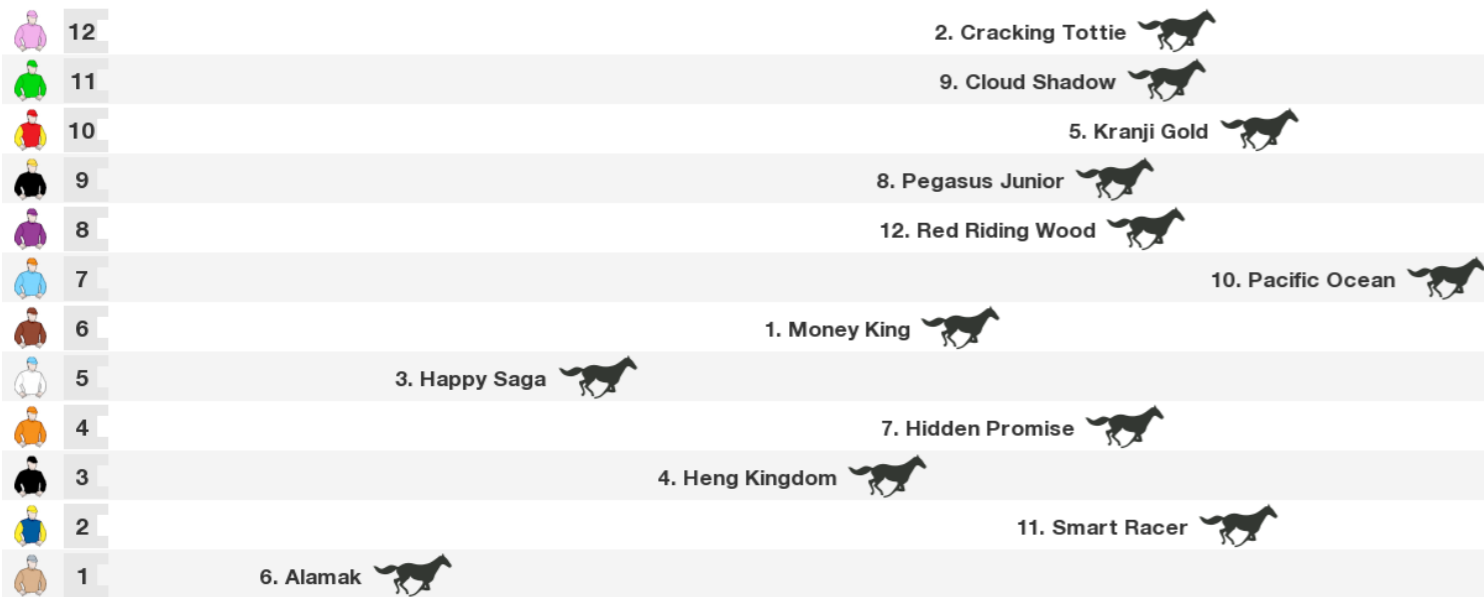 12 2. Cracking Tottie
11 9. Cloud Shadow
10 5. Kranji Gold
9 8. Pegasus Junior
8 12. Red Riding Wood
7 10. Pacific Ocean
6 1. Money King
5 3. Happy Saga
4 7. Hidden Promise
3 4. Heng Kingdom
2 11. Smart Racer
1 6. Alamak